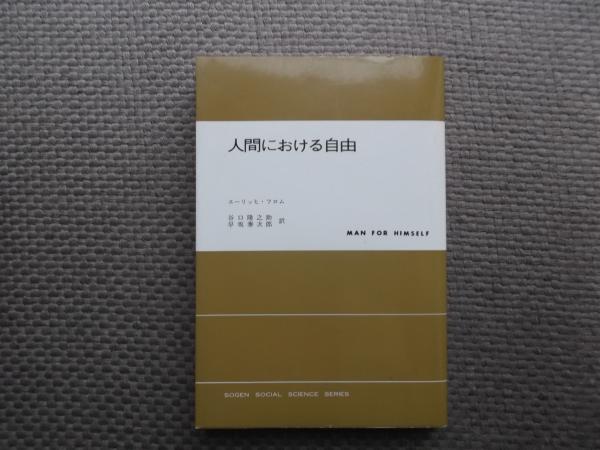 人間における自由
エーリッヒ・フロム
谷口隆之助
早坂泰次郎 訳
MAN FOR HIMSELF
SOGEN SOCIAL SCIENCE SERIES